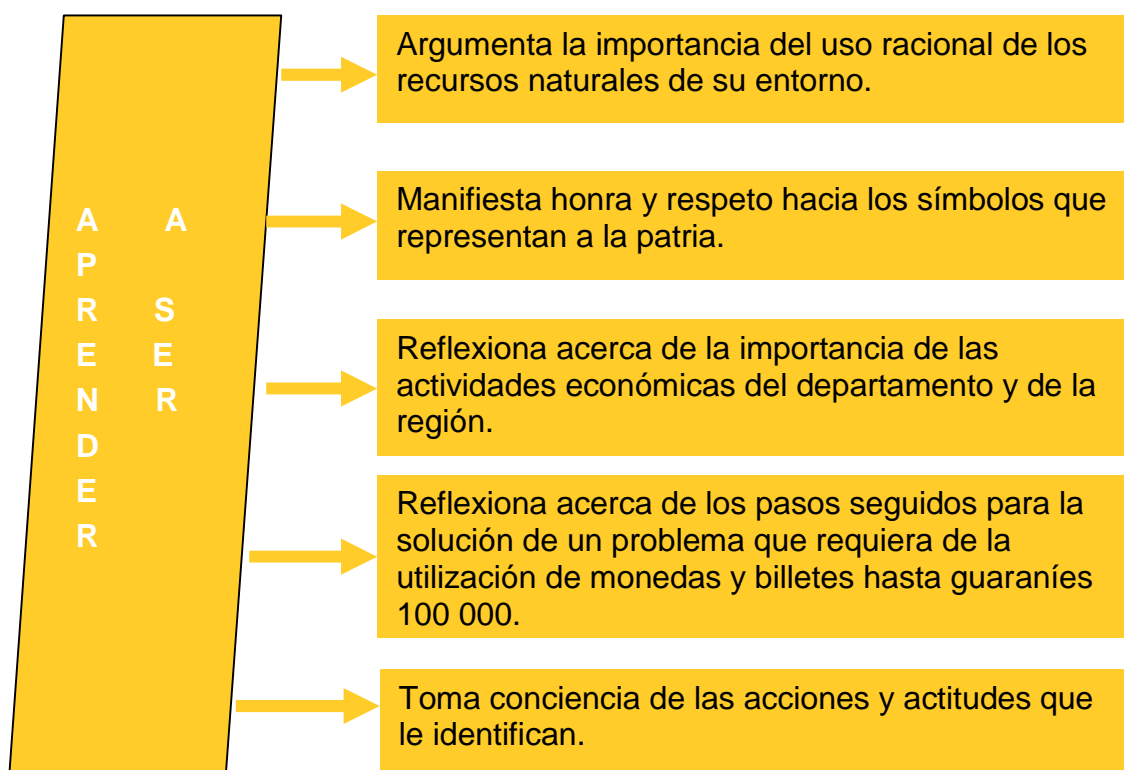 APRENDER
A SER
Argumenta la importancia del uso racional de los
recursos naturales de su entorno.
Manifiesta honra y respeto hacia los símbolos que
representan a la patria.
Reflexiona acerca de la importancia de las
actividades económicas del departamento y de la
región.
Reflexiona acerca de los pasos seguidos para la
solución de un problema que requiera de la
utilización de monedas y billetes hasta guaraníes
100 000.
Toma conciencia de las acciones y actitudes que
le identifican.